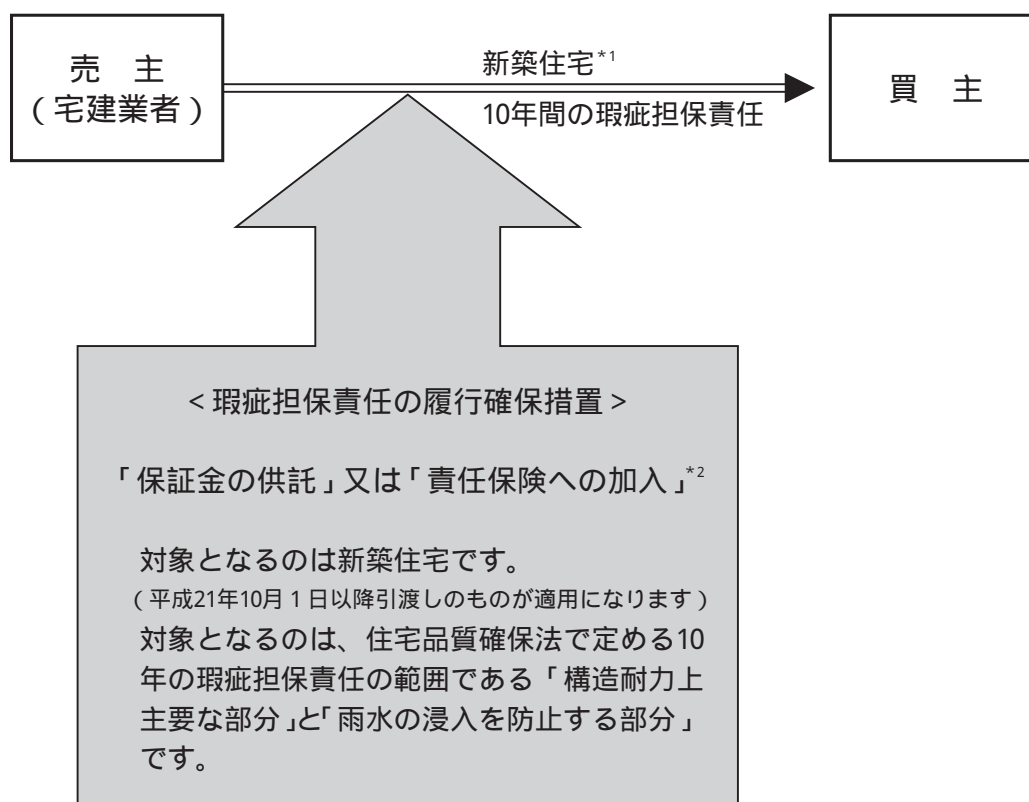 売 主
（宅建業者）
新築住宅*1
10年間の瑕疵担保責任
買 主
<瑕疵担保責任の履行確保措置>
「保証金の供託」又は「責任保険への加入」*2
対象となるのは新築住宅です。
（平成21年10月1日以降引渡しのものが適用になります）
対象となるのは、住宅品質確保法で定める10
年の瑕疵担保責任の範囲である「構造耐力上
主要な部分」と「雨水の浸入を防止する部分」
です。